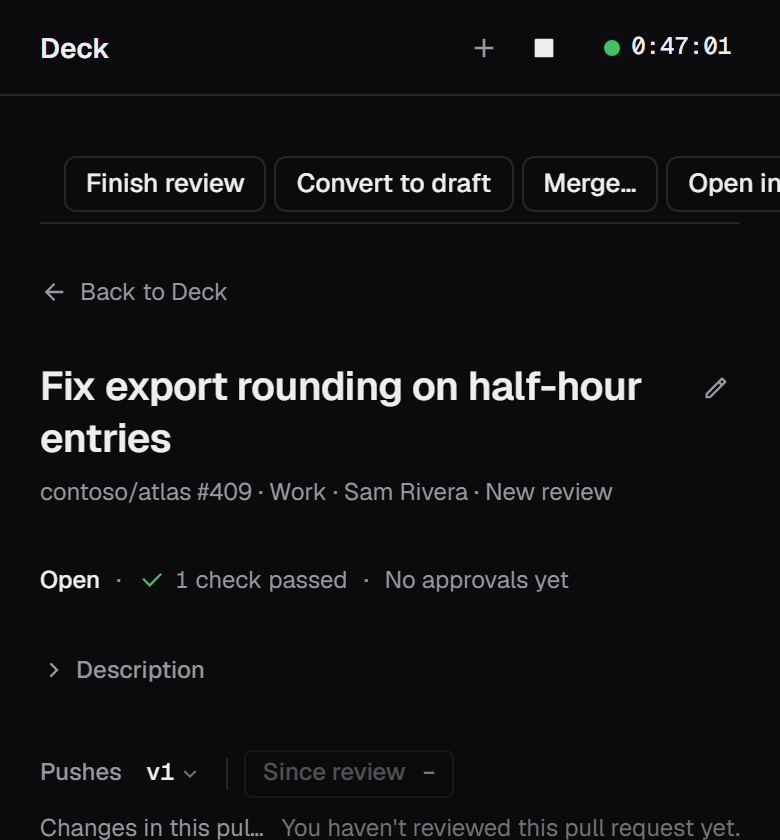 Deck
0:47:01
Finish review
Convert to draft
Merge...
Open in
Back to Deck
Fix export rounding on half-hour
entries
contoso/atlas #409 · Work · Sam Rivera · New review
Open · 1 check passed · No approvals yet
Description
Pushes v1
Since review –
Changes in this pul... You haven't reviewed this pull request yet.